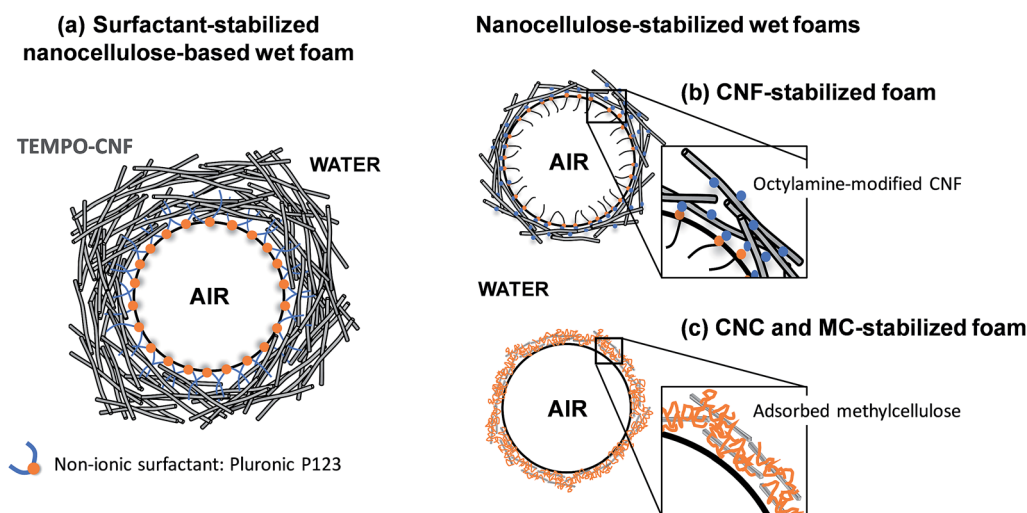 (a) Surfactant-stabilized
nanocellulose-based wet foam
TEMPO-CNF
WATER
AIR
Non-ionic surfactant: Pluronic P123
Nanocellulose-stabilized wet foams
(b) CNF-stabilized foam
AIR
Octylamine-modified CNF
WATER
(c) CNC and MC-stabilized foam
AIR
Adsorbed methylcellulose